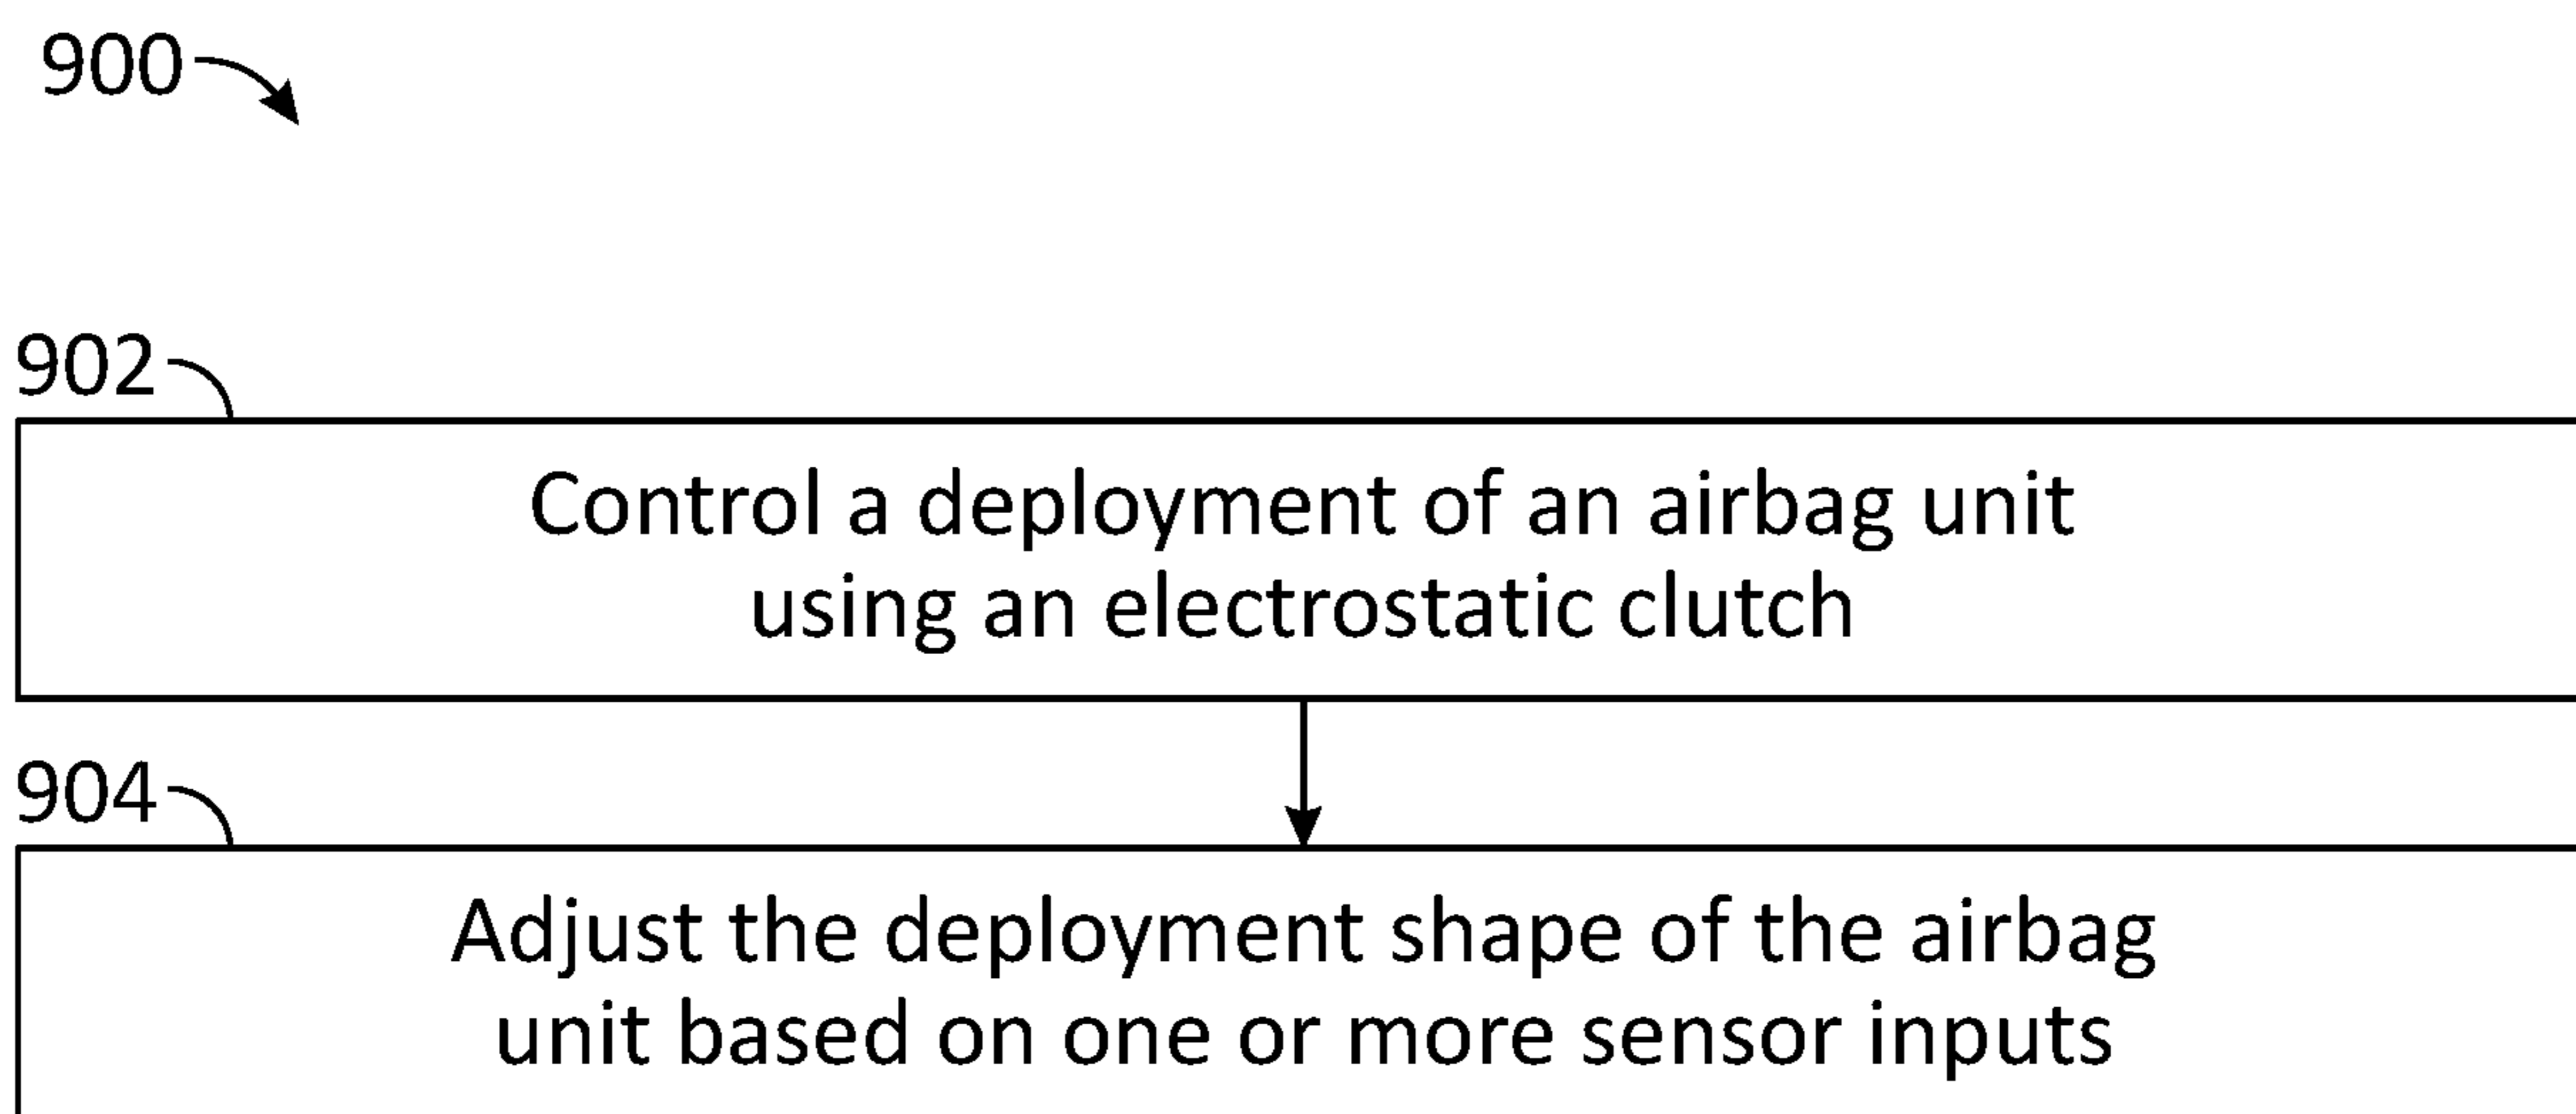 900
902
Control a deployment of an airbag unit
using an electrostatic clutch
904
Adjust the deployment shape of the airbag
unit based on one or more sensor inputs